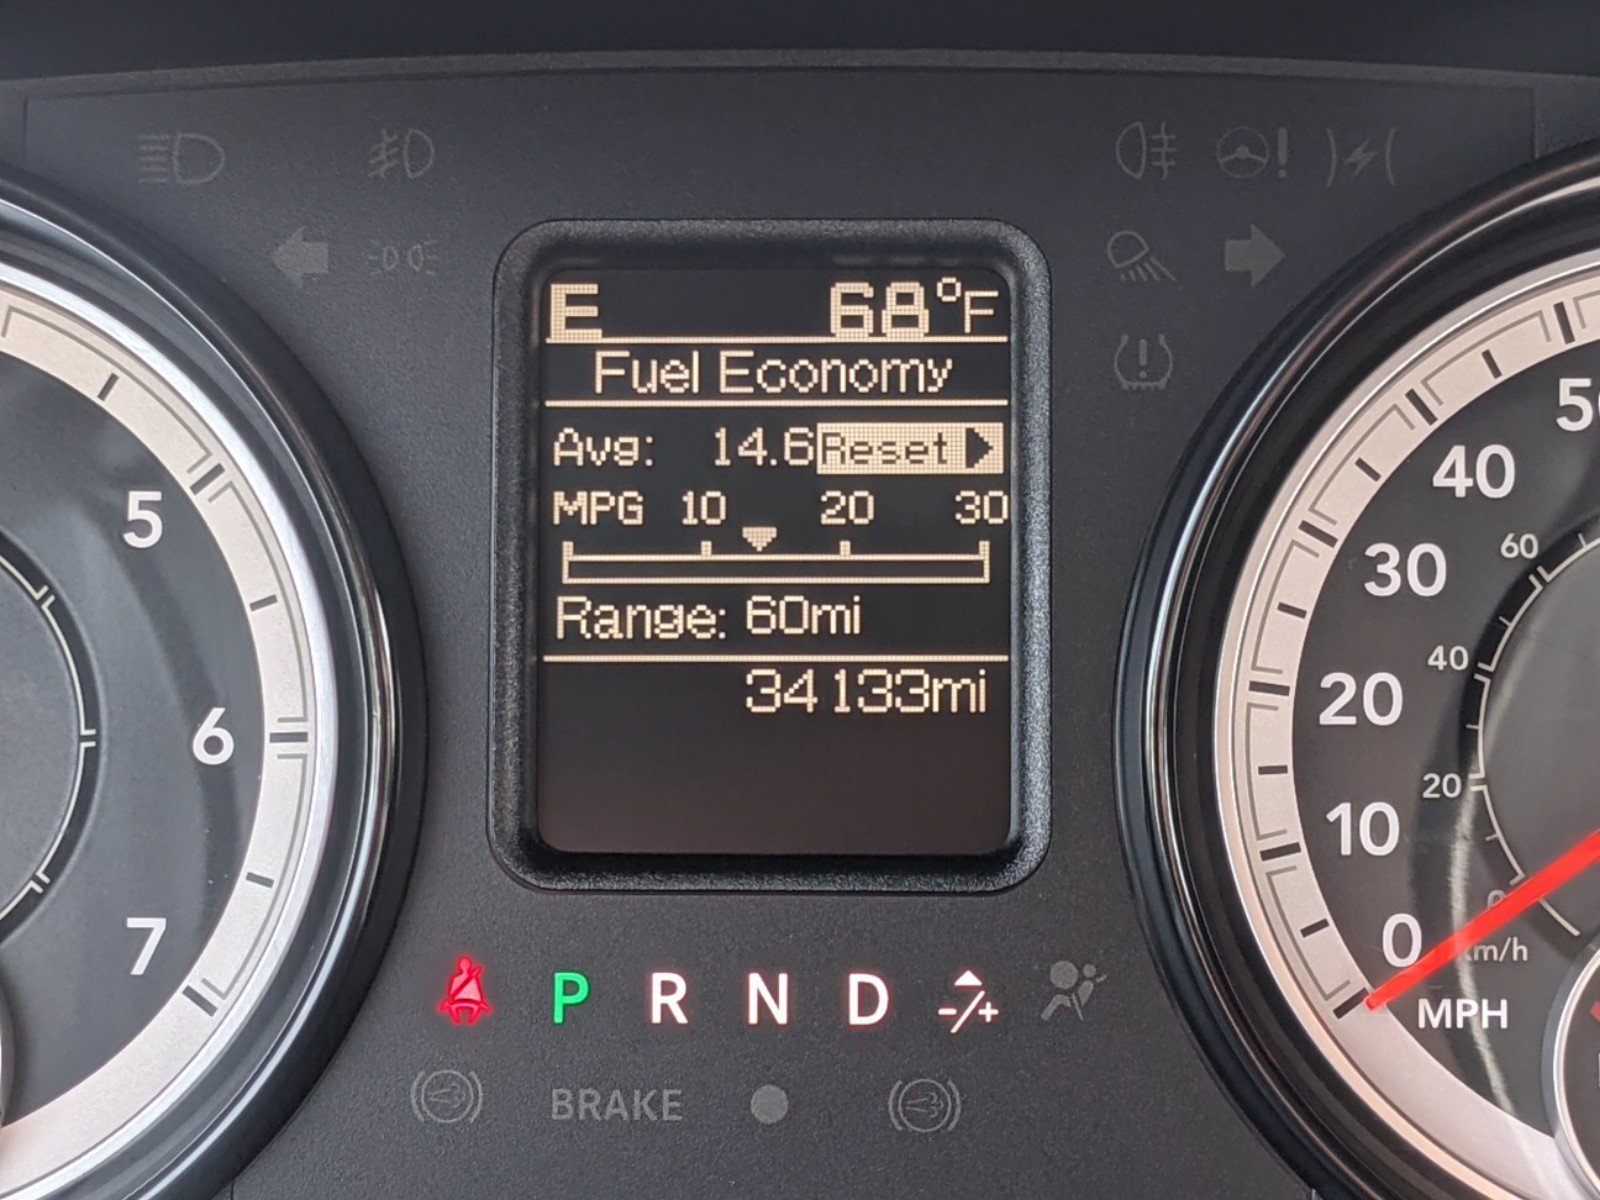 E 68°F
Fuel Economy
Avg: 14.6 Reset
MPG 10 20 30
Range: 60mi
34133mi
5
6
7
50
40
30
20
10
0
MPH
60
40
20
0
km/h
P R N D -/+
BRAKE